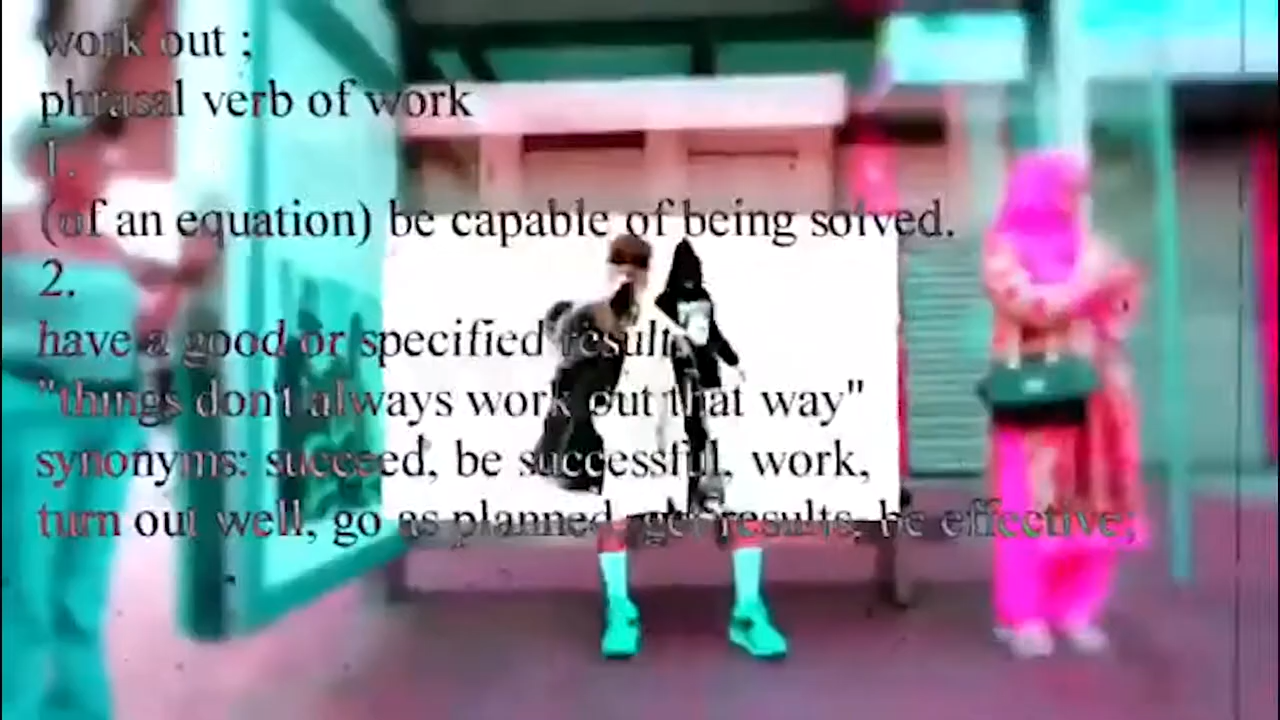 work out ;
phrasal verb of work
1.
(of an equation) be capable of being solved.
2.
have a good or specified result.
"things don't always work out that way"
synonyms: succeed, be successful, work,
turn out well, go as planned, get results, be effective;